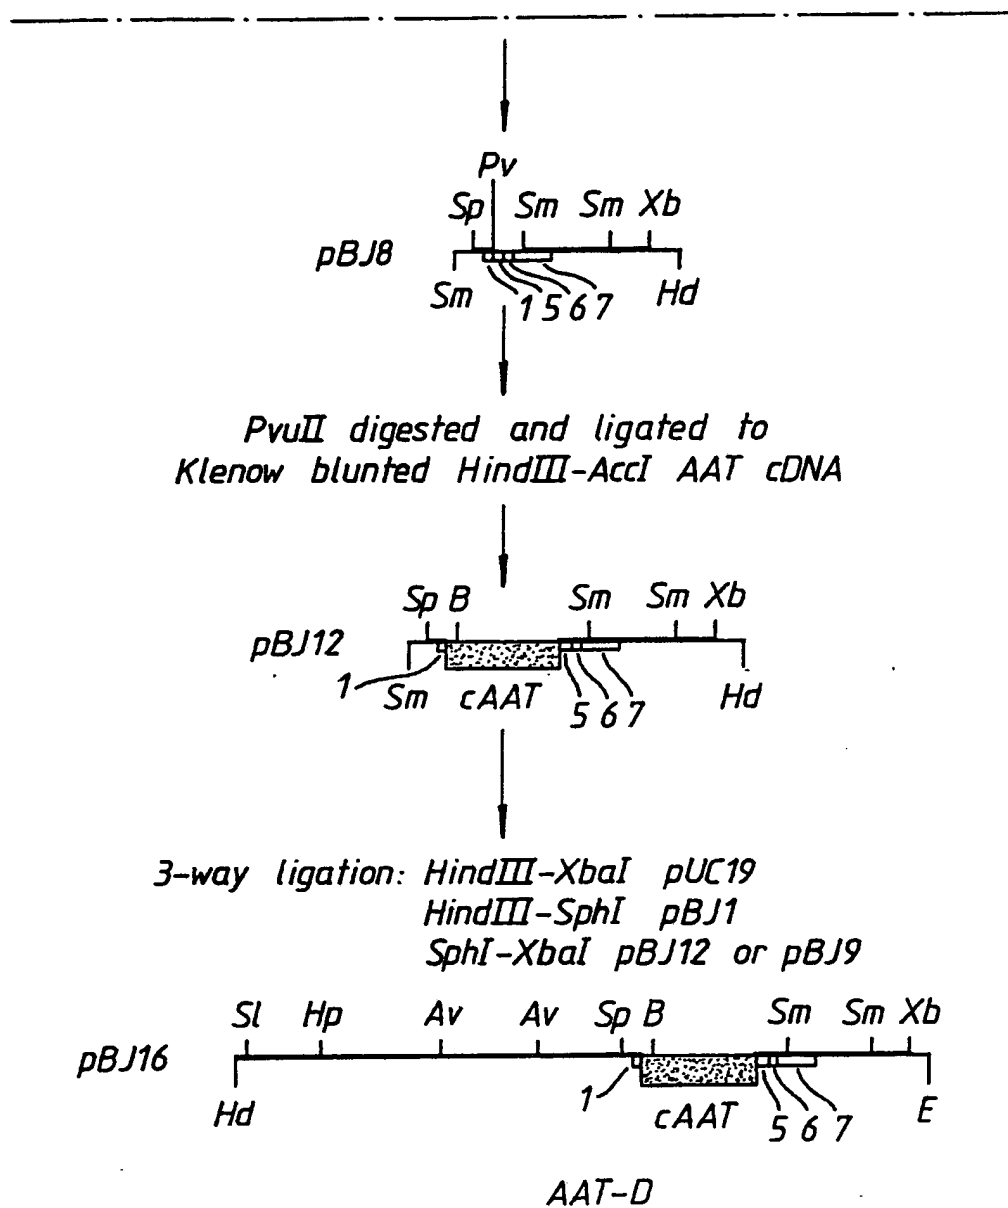 Pv
Sp Sm Sm Xb
pBJ8
Sm 1 5 6 7 Hd
PvuII digested and ligated to
Klenow blunted HindIII-AccI AAT cDNA
Sp B Sm Sm Xb
pBJ12
1 Sm cAAT 5 6 7 Hd
3-way ligation: HindIII-XbaI pUC19
HindIII-SphI pBJ1
SphI-XbaI pBJ12 or pBJ9
Sl Hp Av Av Sp B Sm Sm Xb
pBJ16
Hd 1 cAAT 5 6 7 E
AAT-D